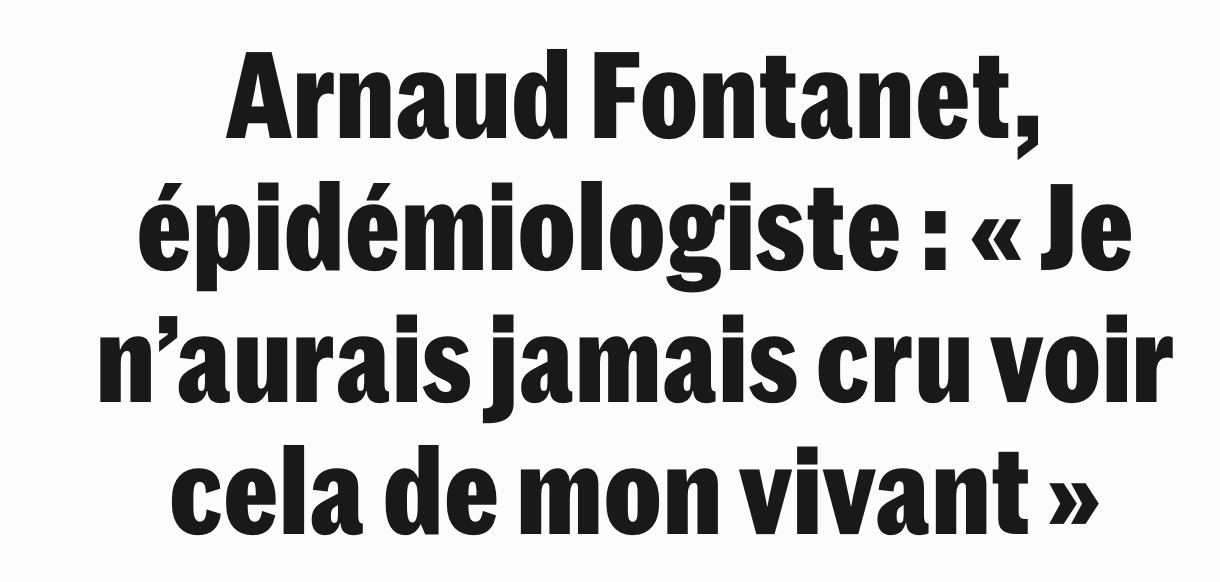 Arnaud Fontanet,
épidémiologiste : « Je
n’aurais jamais cru voir
cela de mon vivant »